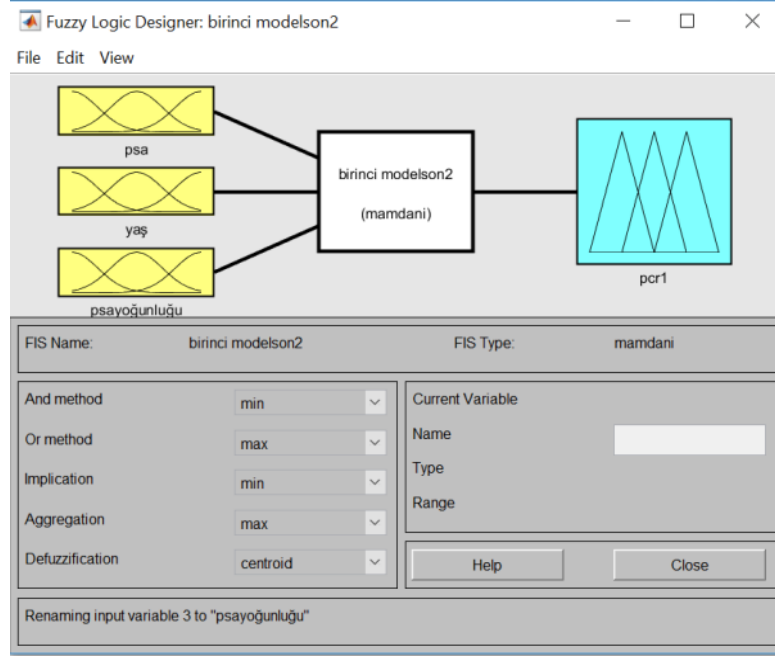 Fuzzy Logic Designer: birinci modelson2
File Edit View
psa
yaş
psayoğunluğu
birinci modelson2
(mamdani)
pcr1
FIS Name: birinci modelson2 FIS Type: mamdani
And method min
Or method max
Implication min
Aggregation max
Defuzzification centroid
Current Variable
Name
Type
Range
Help Close
Renaming input variable 3 to "psayoğunluğu"